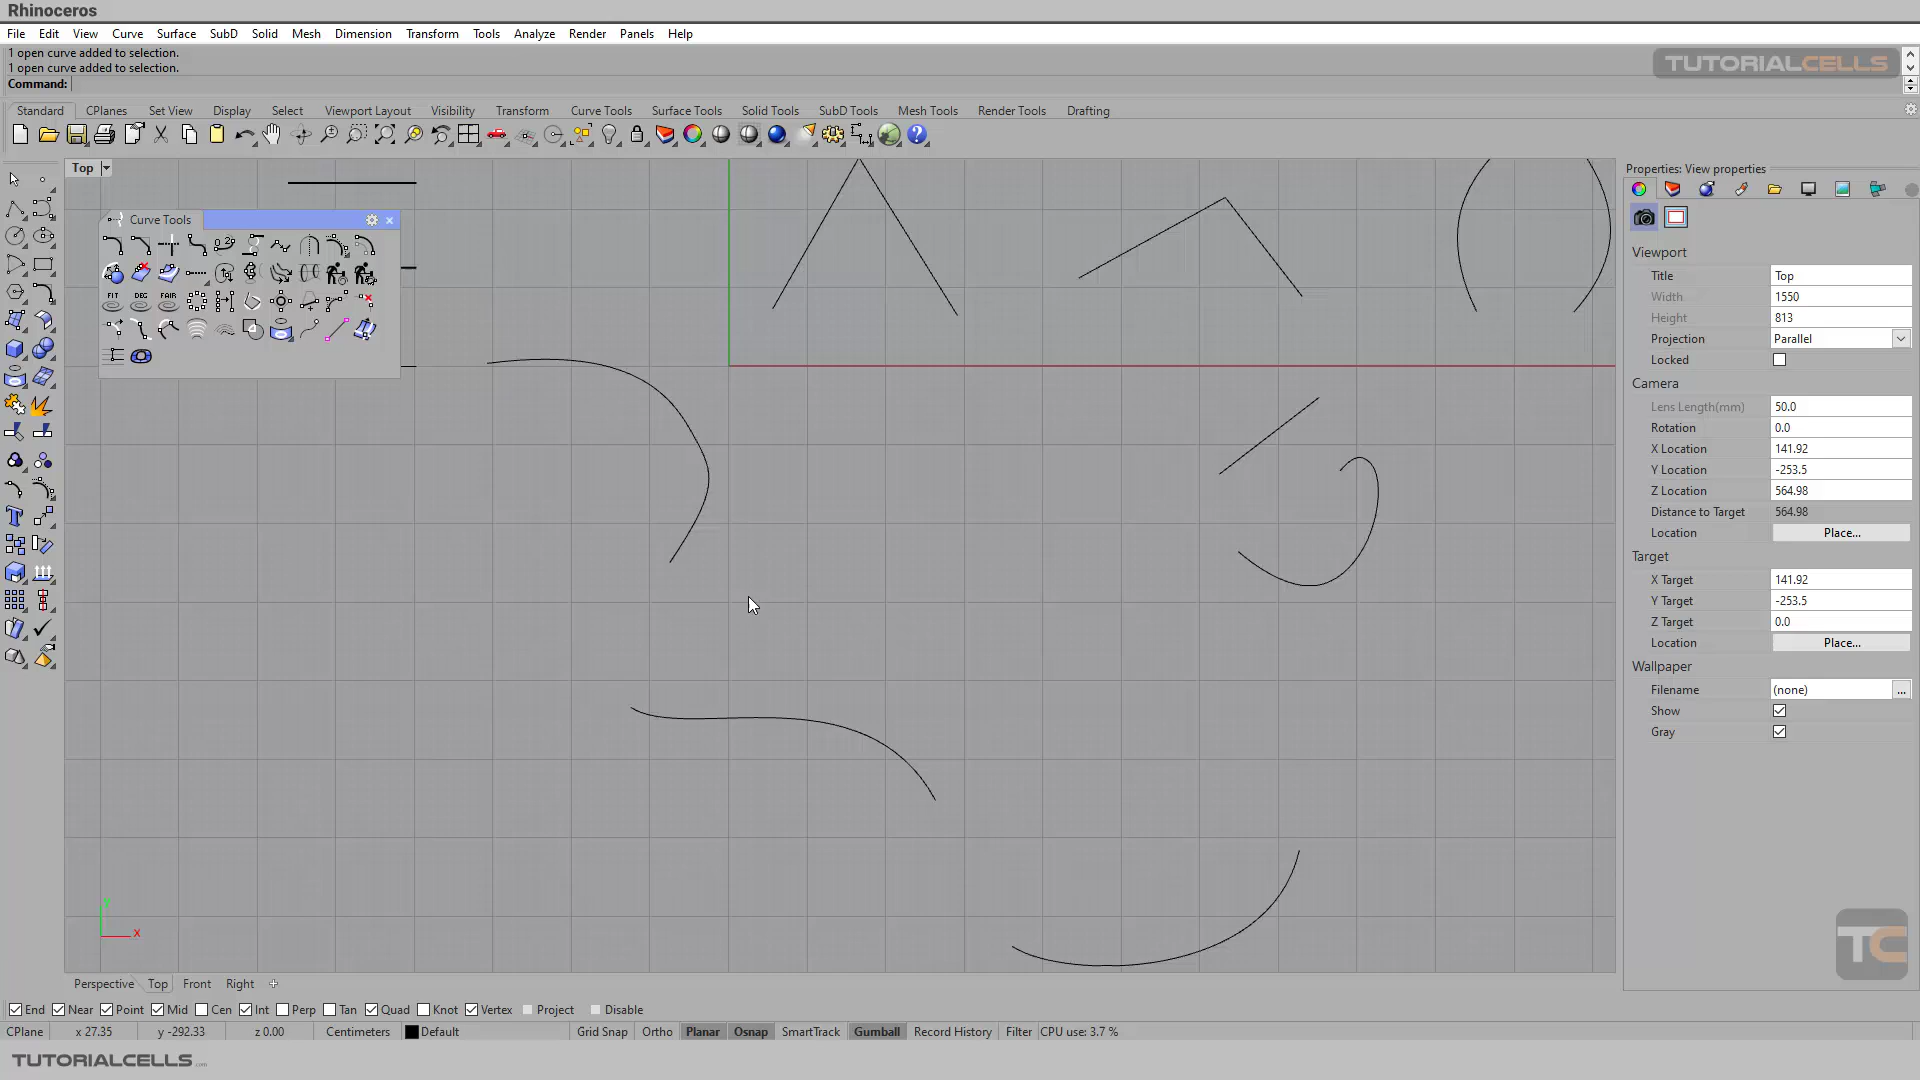 Rhinoceros
File Edit View Curve Surface SubD Solid Mesh Dimension Transform Tools Analyze Render Panels Help
1 open curve added to selection.
1 open curve added to selection.
Command:
TUTORIALCELLS
Standard CPlanes Set View Display Select Viewport Layout Visibility Transform Curve Tools Surface Tools Solid Tools SubD Tools Mesh Tools Render Tools Drafting
Top
Curve Tools
FIT DEG FAIR
Y
X
Properties: View properties
Viewport
Title Top
Width 1550
Height 813
Projection Parallel
Locked
Camera
Lens Length(mm) 50.0
Rotation 0.0
X Location 141.92
Y Location -253.5
Z Location 564.98
Distance to Target 564.98
Location Place...
Target
X Target 141.92
Y Target -253.5
Z Target 0.0
Location Place...
Wallpaper
Filename (none) ...
Show
Gray
TC
Perspective Top Front Right
End Near Point Mid Cen Int Perp Tan Quad Knot Vertex Project Disable
CPlane x 27.35 y -292.33 z 0.00 Centimeters Default Grid Snap Ortho Planar Osnap SmartTrack Gumball Record History Filter CPU use: 3.7 %
TUTORIALCELLS